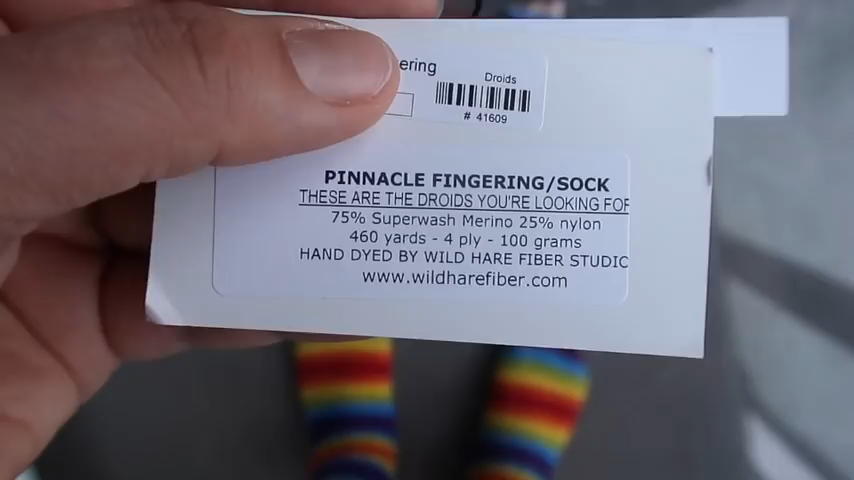 ering
Droids
# 41609
PINNACLE FINGERING/SOCK
THESE ARE THE DROIDS YOU'RE LOOKING FOR
75% Superwash Merino 25% nylon
460 yards - 4 ply - 100 grams
HAND DYED BY WILD HARE FIBER STUDIO
www.wildharefiber.com